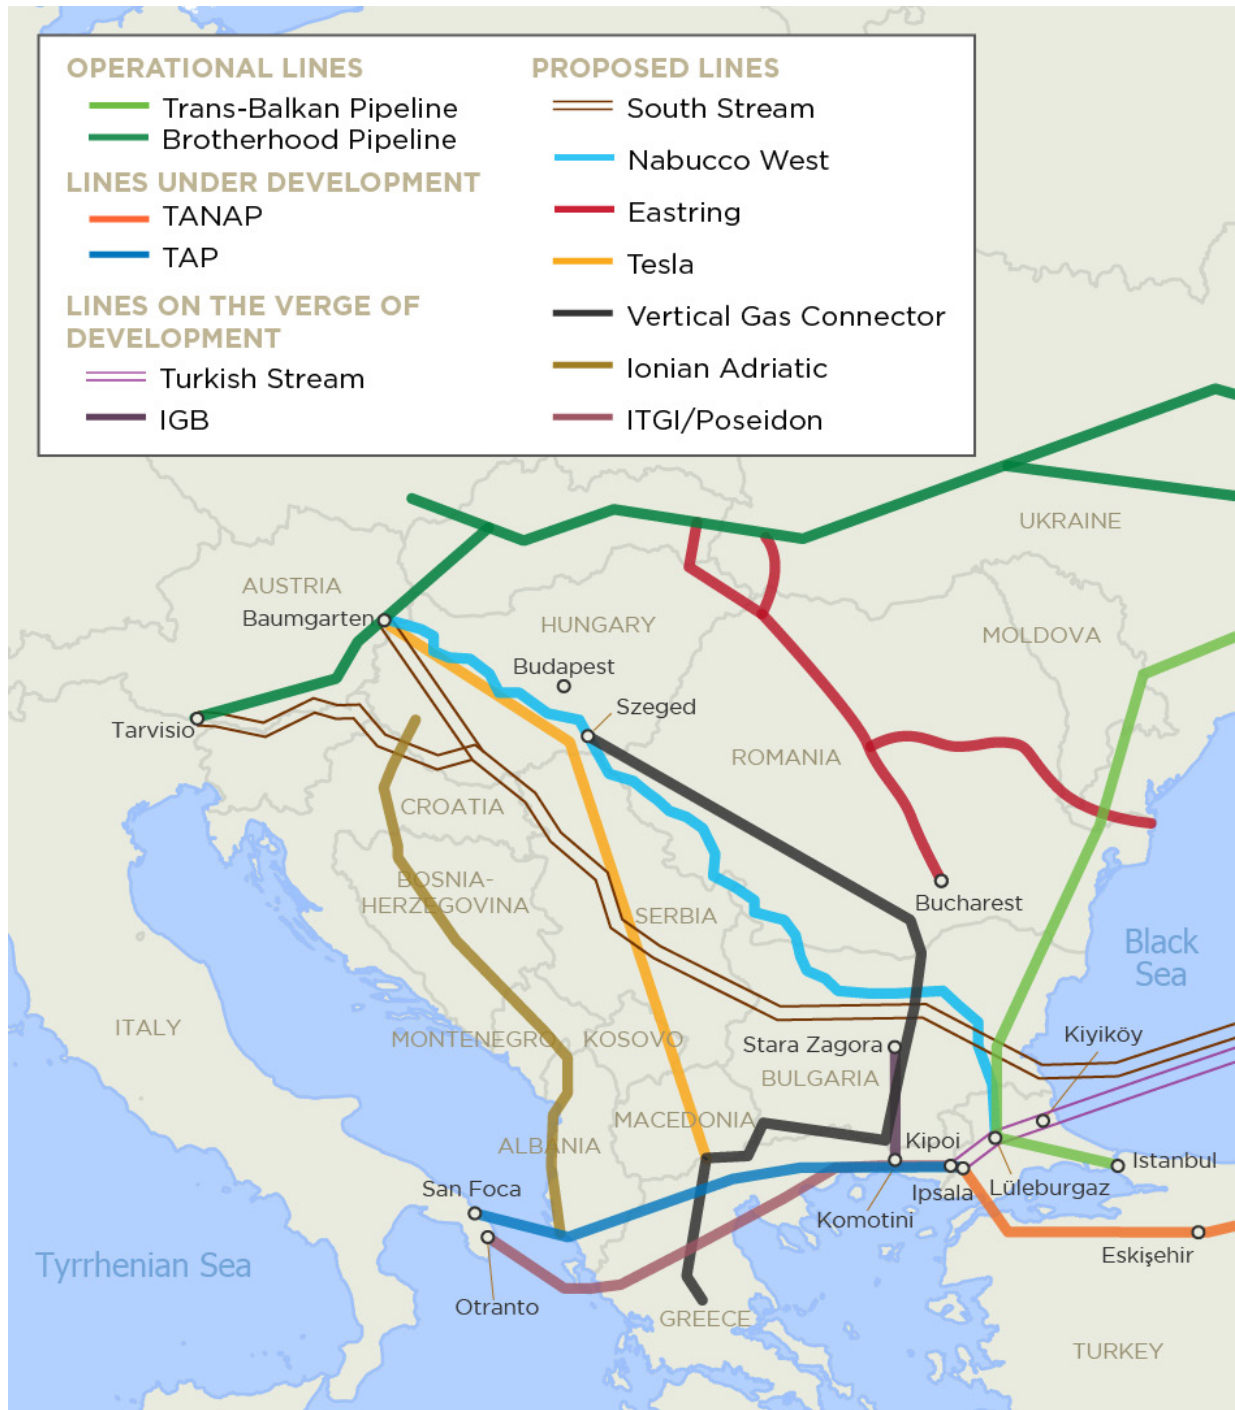 OPERATIONAL LINES
Trans-Balkan Pipeline
Brotherhood Pipeline
LINES UNDER DEVELOPMENT
TANAP
TAP
LINES ON THE VERGE OF
DEVELOPMENT
Turkish Stream
IGB
PROPOSED LINES
South Stream
Nabucco West
Eastring
Tesla
Vertical Gas Connector
Ionian Adriatic
ITGI/Poseidon
UKRAINE
AUSTRIA
Baumgarten
HUNGARY
MOLDOVA
Budapest
Szeged
Tarvisio
ROMANIA
CROATIA
BOSNIA-
HERZEGOVINA
SERBIA
Bucharest
Black
Sea
ITALY
MONTENEGRO
KOSOVO
Stara Zagora
Kiyiköy
BULGARIA
MACEDONIA
ALBANIA
Kipoi
Istanbul
San Foca
Ipsala
Lüleburgaz
Komotini
Tyrrhenian Sea
Eskişehir
Otranto
GREECE
TURKEY